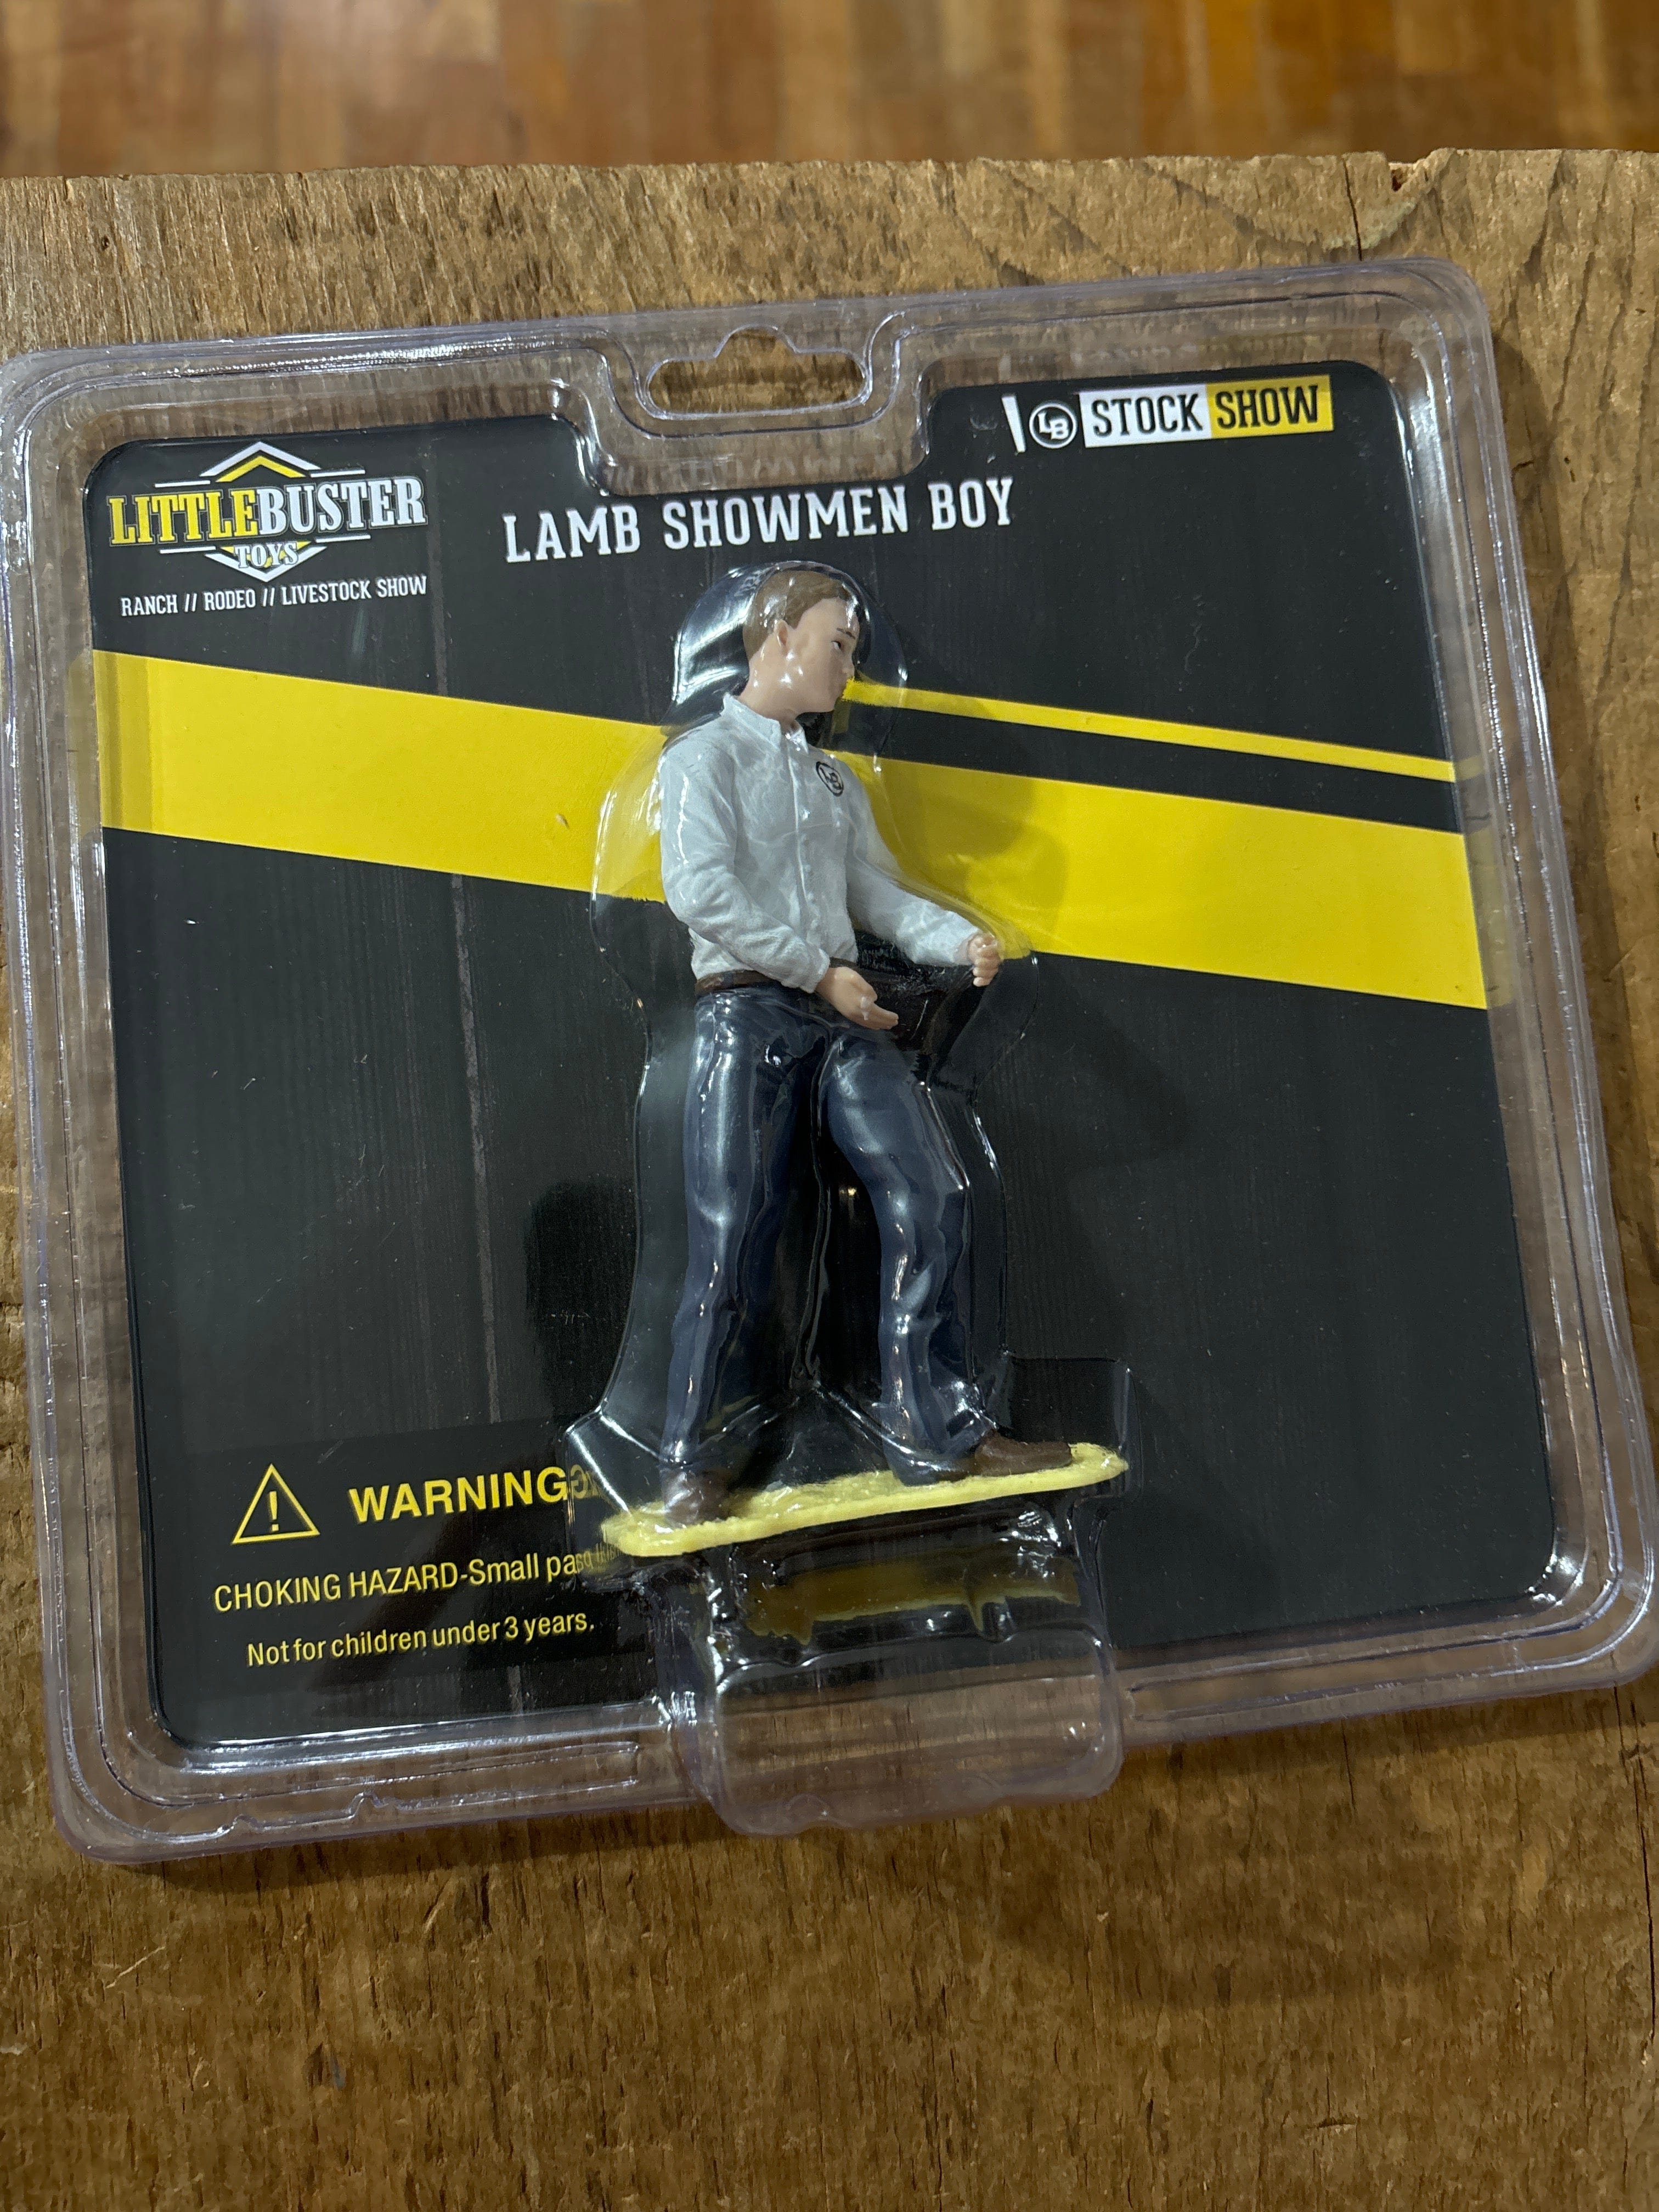 LB STOCK SHOW
LITTLEBUSTER
TOYS
RANCH // RODEO // LIVESTOCK SHOW
LAMB SHOWMEN BOY
LB
WARNING
CHOKING HAZARD-Small
Not for children under 3 years.